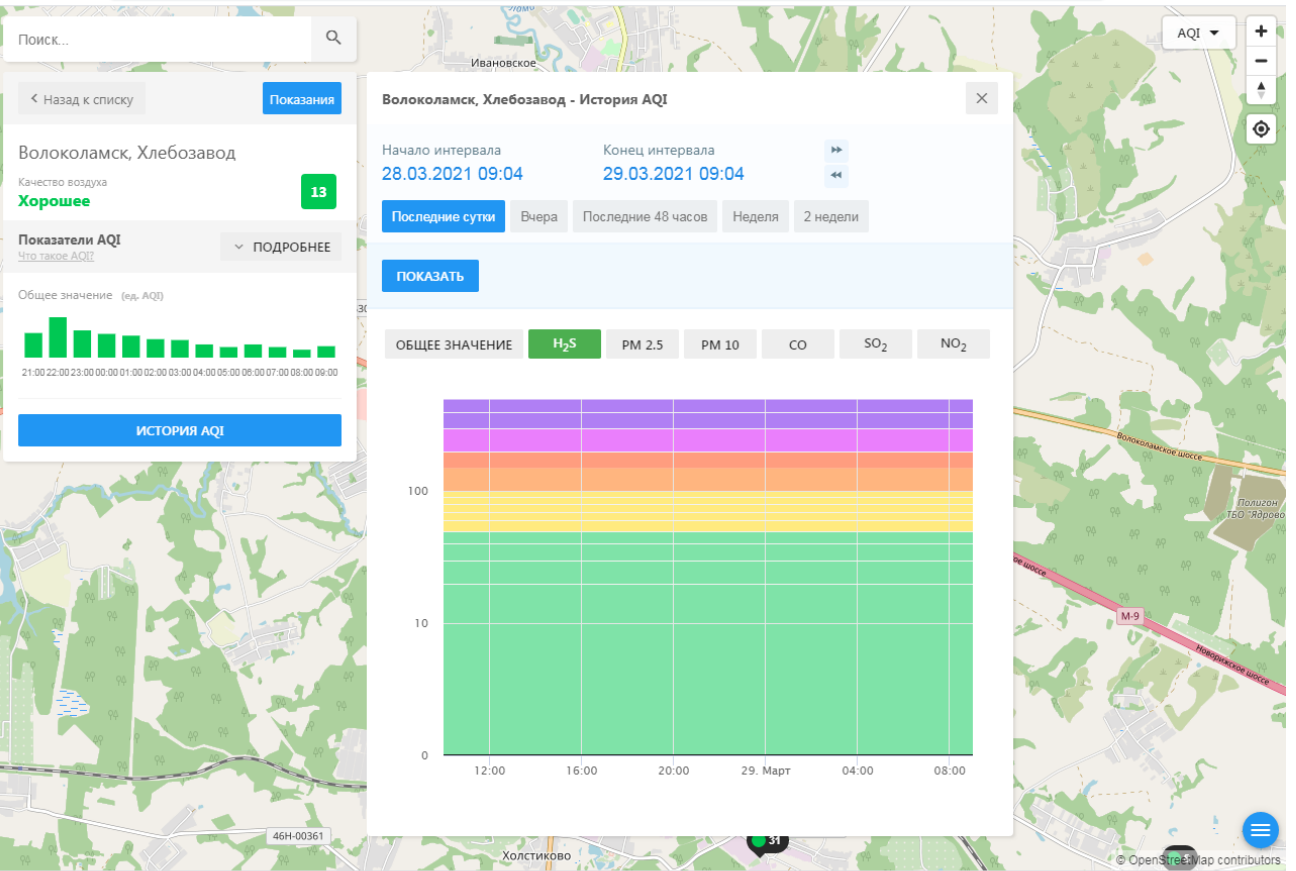 Ивановское
Поиск...
AQI
Назад к списку
Показания
Волоколамск, Хлебозавод
Качество воздуха
Хорошее
13
Показатели AQI
Что такое AQI?
ПОДРОБНЕЕ
Общее значение (ед. AQI)
21:00 22:00 23:00 00:00 01:00 02:00 03:00 04:00 05:00 06:00 07:00 08:00 09:00
ИСТОРИЯ AQI
Волоколамск, Хлебозавод - История AQI
Начало интервала
Конец интервала
28.03.2021 09:04
29.03.2021 09:04
Последние сутки
Вчера
Последние 48 часов
Неделя
2 недели
ПОКАЗАТЬ
ОБЩЕЕ ЗНАЧЕНИЕ
H2S
PM 2.5
PM 10
CO
SO2
NO2
100
10
0
12:00 16:00 20:00 29. Март 04:00 08:00
Волоколамское шоссе
Полигон
ТБО "Ядрово
M-9
Новорижское шоссе
46Н-00361
31
Холстиково
© OpenStreetMap contributors